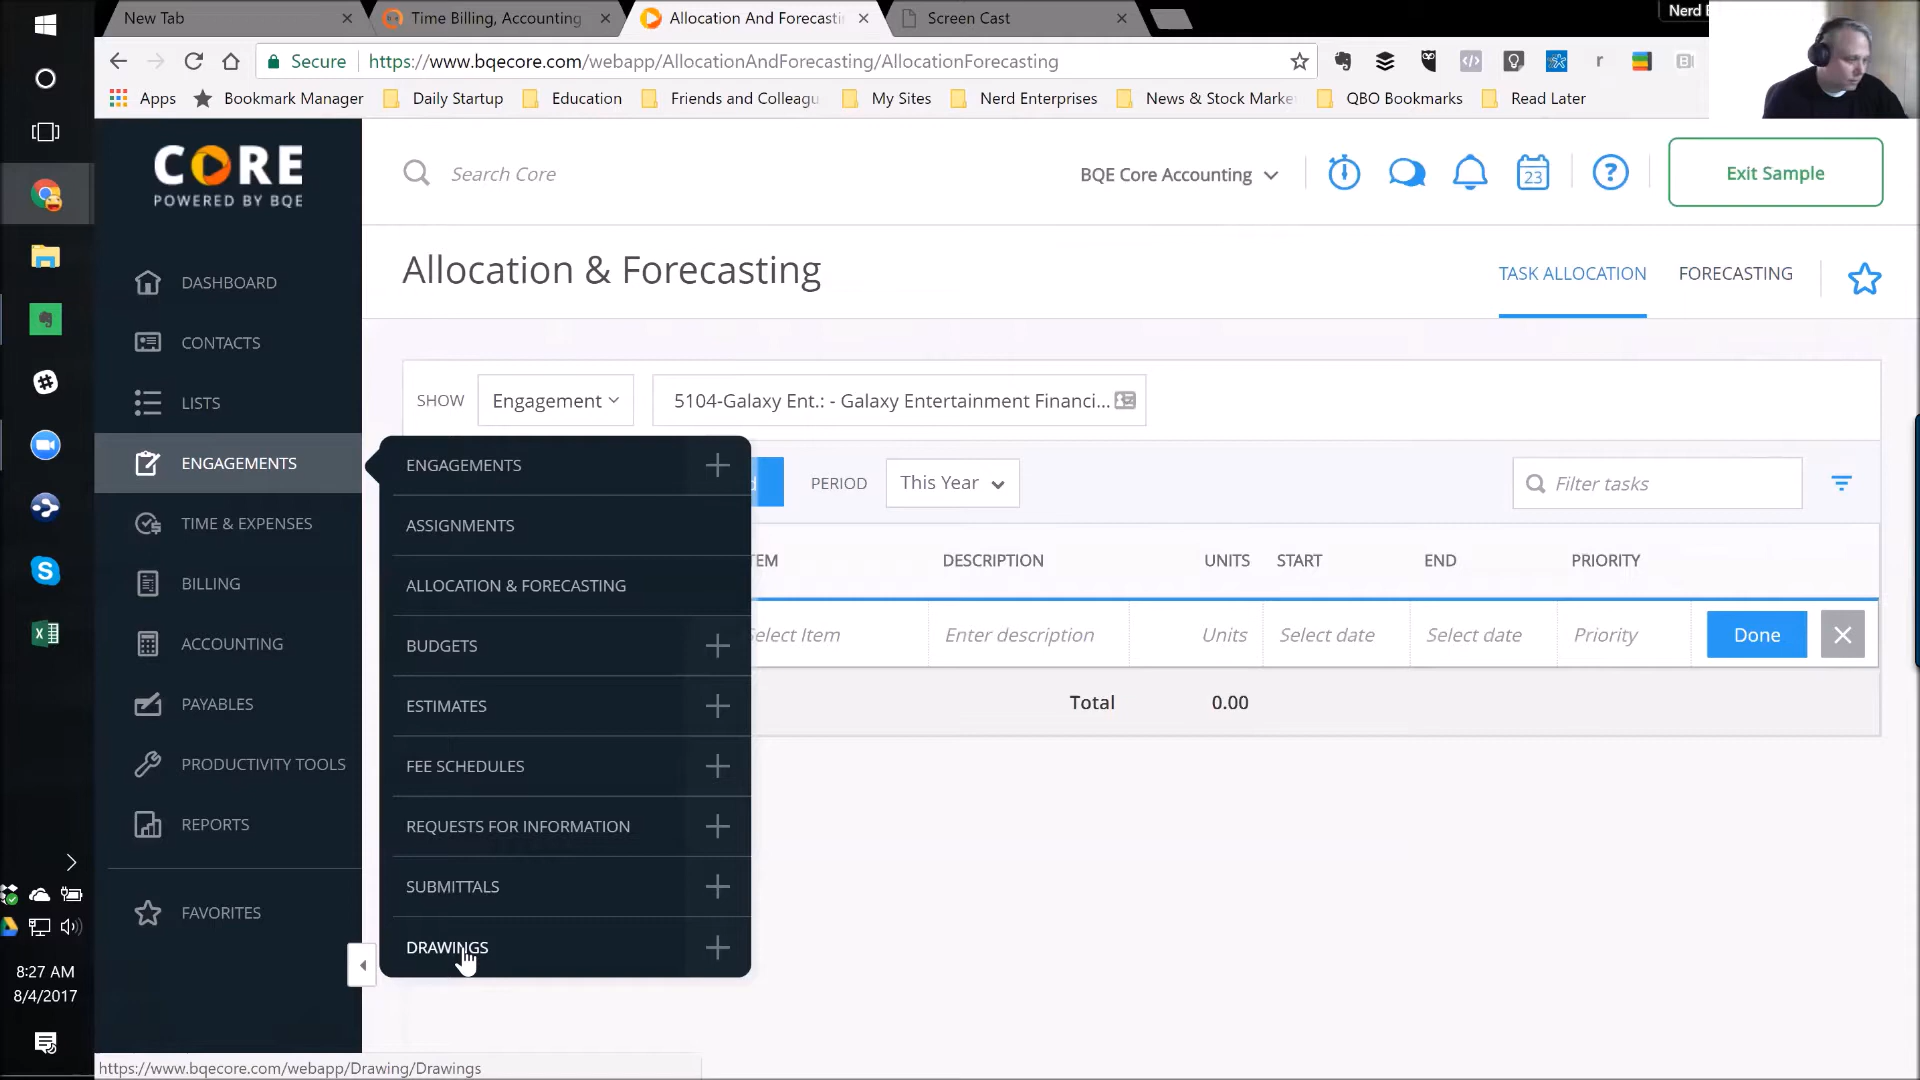 New Tab
Time Billing, Accounting
Allocation And Forecasti
Screen Cast
Nerd E
Secure
https://www.bqecore.com/webapp/AllocationAndForecasting/AllocationForecasting
Apps
Bookmark Manager
Daily Startup
Education
Friends and Colleagu
My Sites
Nerd Enterprises
News & Stock Marke
QBO Bookmarks
Read Later
CORE
POWERED BY BQE
Search Core
BQE Core Accounting
23
Exit Sample
Allocation & Forecasting
TASK ALLOCATION
FORECASTING
DASHBOARD
CONTACTS
LISTS
ENGAGEMENTS
TIME & EXPENSES
BILLING
ACCOUNTING
PAYABLES
PRODUCTIVITY TOOLS
REPORTS
FAVORITES
SHOW
Engagement
5104-Galaxy Ent.: - Galaxy Entertainment Financi...
ENGAGEMENTS
ASSIGNMENTS
ALLOCATION & FORECASTING
BUDGETS
ESTIMATES
FEE SCHEDULES
REQUESTS FOR INFORMATION
SUBMITTALS
DRAWINGS
PERIOD
This Year
Filter tasks
TEM
DESCRIPTION
UNITS
START
END
PRIORITY
Select Item
Enter description
Units
Select date
Select date
Priority
Done
Total
0.00
8:27 AM
8/4/2017
https://www.bqecore.com/webapp/Drawing/Drawings